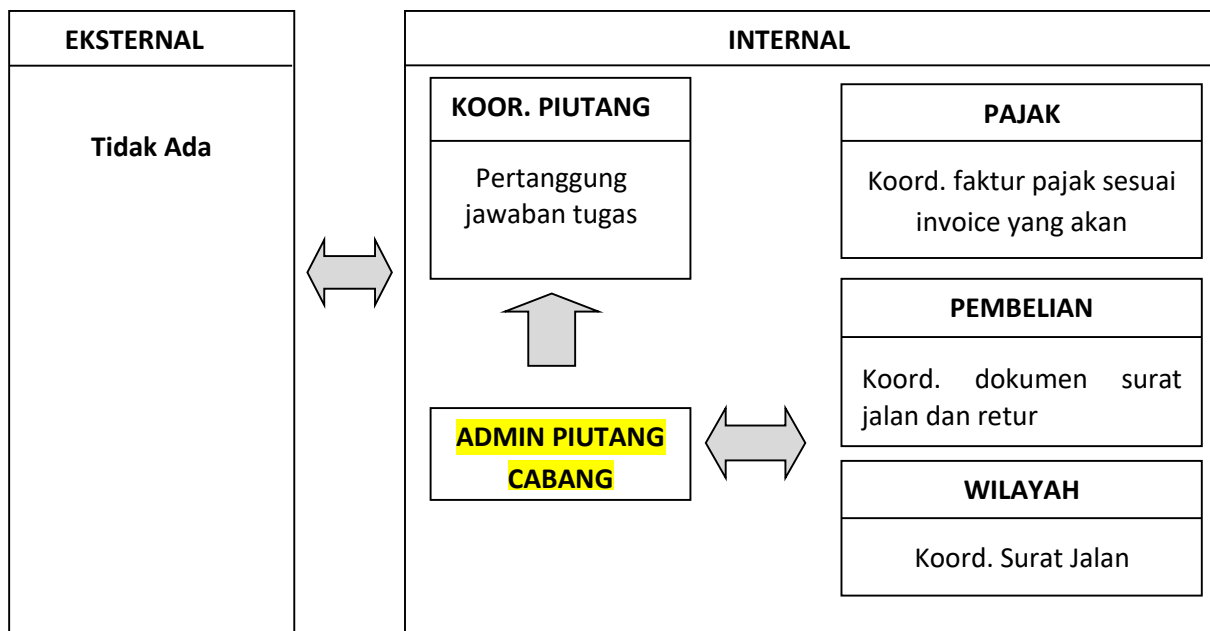 EKSTERNAL
Tidak Ada
INTERNAL
KOOR. PIUTANG
Pertanggung
jawaban tugas
ADMIN PIUTANG
CABANG
PAJAK
Koord. faktur pajak sesuai
invoice yang akan
PEMBELIAN
Koord. dokumen surat
jalan dan retur
WILAYAH
Koord. Surat Jalan